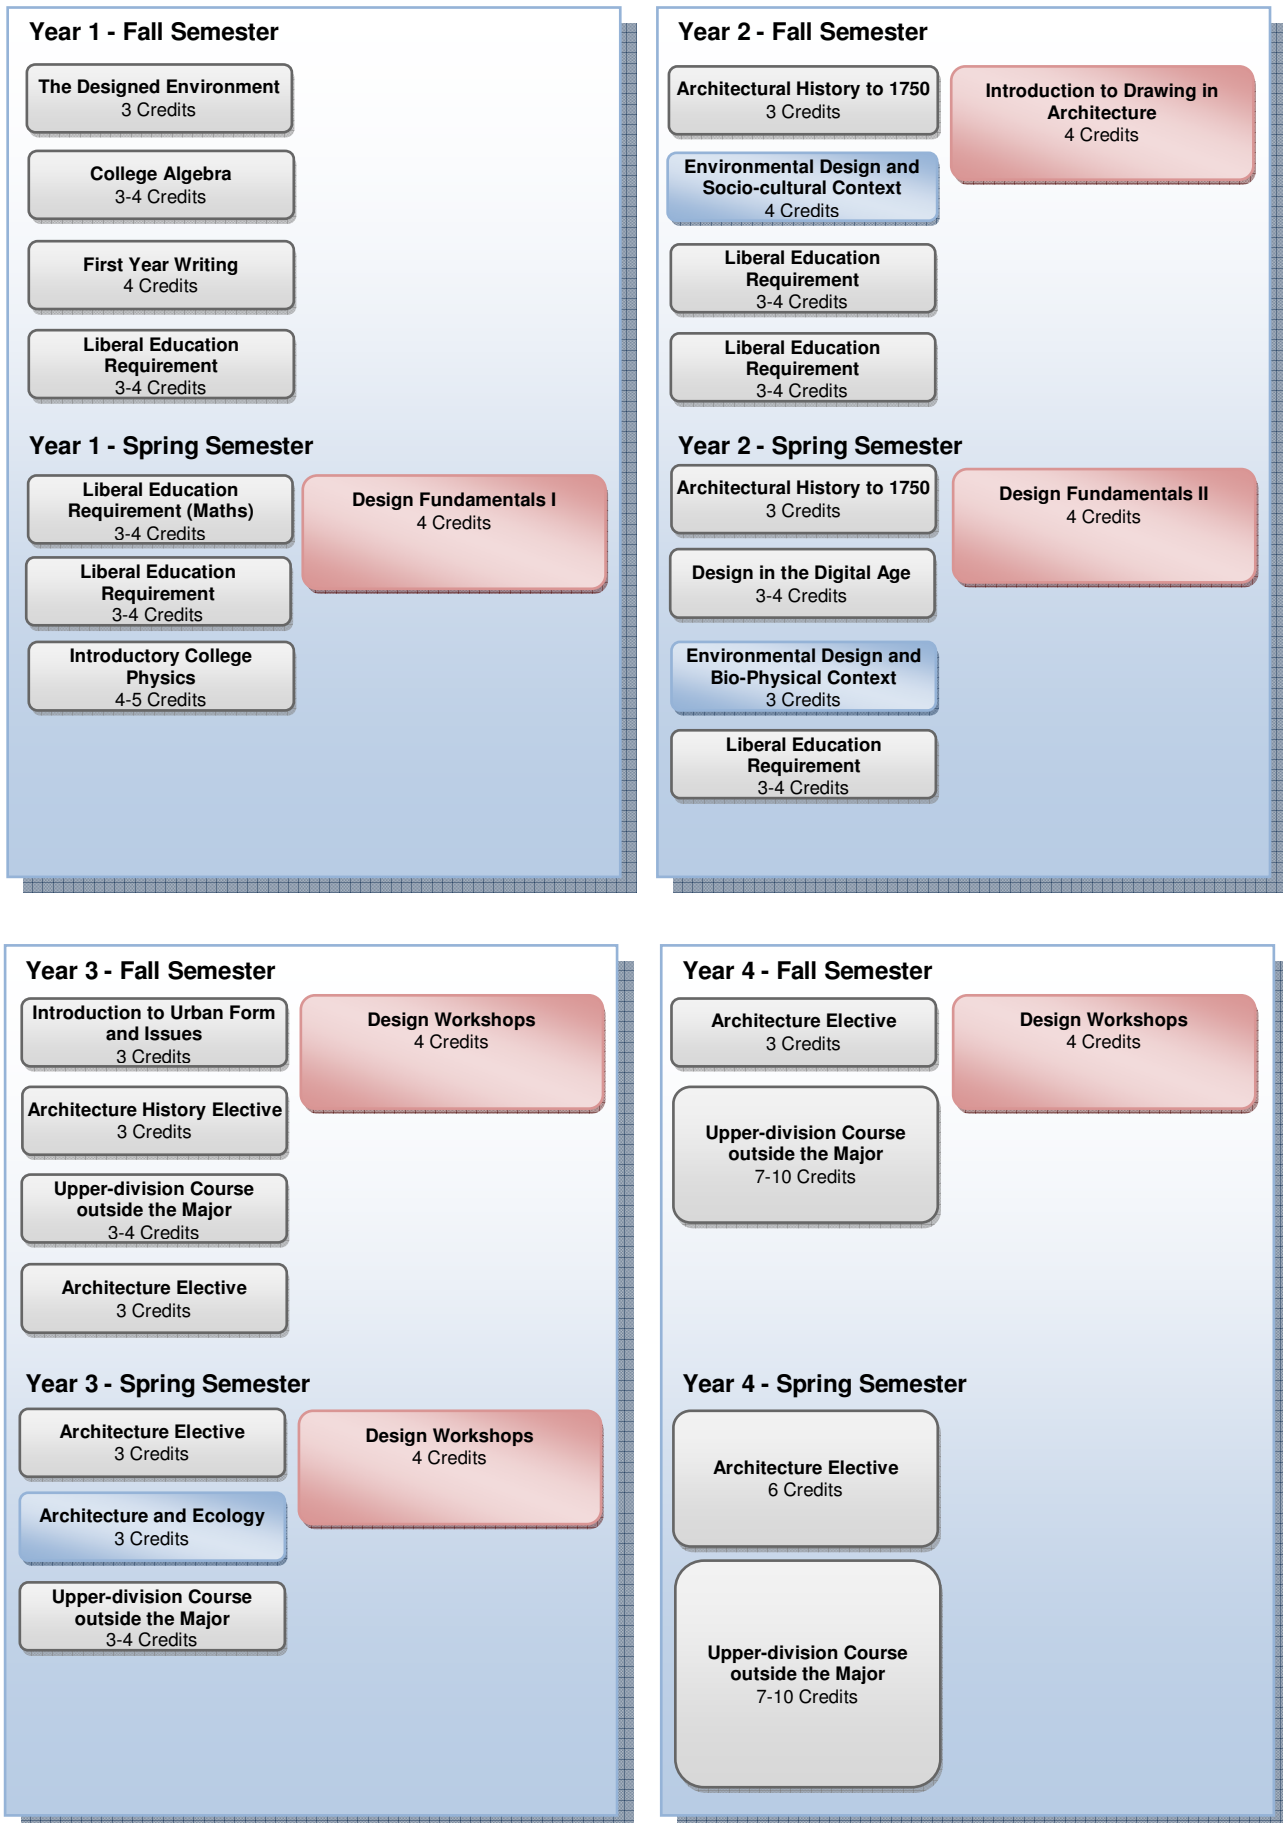 Year 1 - Fall Semester
The Designed Environment
3 Credits
College Algebra
3-4 Credits
First Year Writing
4 Credits
Liberal Education
Requirement
3-4 Credits
Year 1 - Spring Semester
Liberal Education
Requirement (Maths)
3-4 Credits
Liberal Education
Requirement
3-4 Credits
Introductory College
Physics
4-5 Credits
Design Fundamentals I
4 Credits
Year 2 - Fall Semester
Architectural History to 1750
3 Credits
Environmental Design and
Socio-cultural Context
4 Credits
Liberal Education
Requirement
3-4 Credits
Liberal Education
Requirement
3-4 Credits
Introduction to Drawing in
Architecture
4 Credits
Year 2 - Spring Semester
Architectural History to 1750
3 Credits
Design in the Digital Age
3-4 Credits
Environmental Design and
Bio-Physical Context
3 Credits
Liberal Education
Requirement
3-4 Credits
Design Fundamentals II
4 Credits
Year 3 - Fall Semester
Introduction to Urban Form
and Issues
3 Credits
Architecture History Elective
3 Credits
Upper-division Course
outside the Major
3-4 Credits
Architecture Elective
3 Credits
Design Workshops
4 Credits
Year 3 - Spring Semester
Architecture Elective
3 Credits
Architecture and Ecology
3 Credits
Upper-division Course
outside the Major
3-4 Credits
Design Workshops
4 Credits
Year 4 - Fall Semester
Architecture Elective
3 Credits
Upper-division Course
outside the Major
7-10 Credits
Design Workshops
4 Credits
Year 4 - Spring Semester
Architecture Elective
6 Credits
Upper-division Course
outside the Major
7-10 Credits